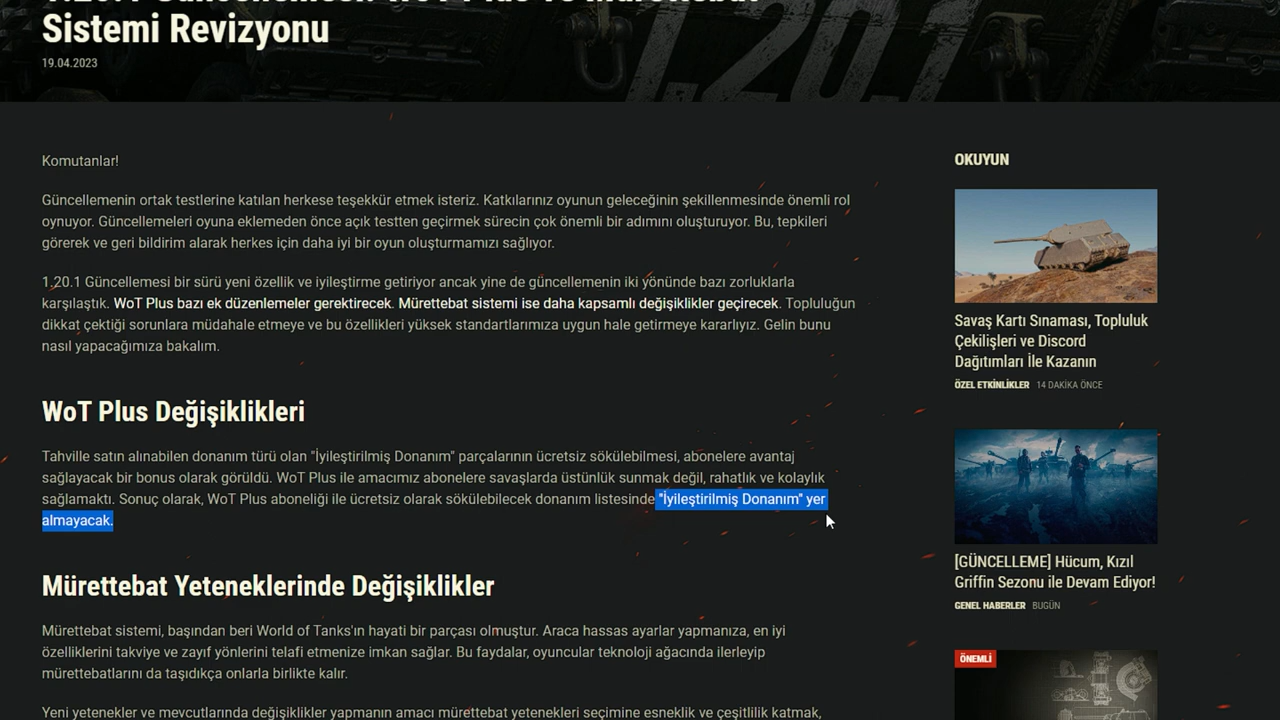 1.20.1 Güncellemesi: WoT Plus ve Mürettebat
Sistemi Revizyonu
19.04.2023
1.20.1
Komutanlar!
Güncellemenin ortak testlerine katılan herkese teşekkür etmek isteriz. Katkılarınız oyunun geleceğinin şekillenmesinde önemli rol
oynuyor. Güncellemeleri oyuna eklemeden önce açık testten geçirmek sürecin çok önemli bir adımını oluşturuyor. Bu, tepkileri
görerek ve geri bildirim alarak herkes için daha iyi bir oyun oluşturmamızı sağlıyor.
1.20.1 Güncellemesi bir sürü yeni özellik ve iyileştirme getiriyor ancak yine de güncellemenin iki yönünde bazı zorluklarla
karşılaştık. WoT Plus bazı ek düzenlemeler gerektirecek. Mürettebat sistemi ise daha kapsamlı değişiklikler geçirecek. Topluluğun
dikkat çektiği sorunlara müdahale etmeye ve bu özellikleri yüksek standartlarımıza uygun hale getirmeye kararlıyız. Gelin bunu
nasıl yapacağımıza bakalım.
WoT Plus Değişiklikleri
Tahville satın alınabilen donanım türü olan "İyileştirilmiş Donanım" parçalarının ücretsiz sökülebilmesi, abonelere avantaj
sağlayacak bir bonus olarak görüldü. WoT Plus ile amacımız abonelere savaşlarda üstünlük sunmak değil, rahatlık ve kolaylık
sağlamaktı. Sonuç olarak, WoT Plus aboneliği ile ücretsiz olarak sökülebilecek donanım listesinde "İyileştirilmiş Donanım" yer
almayacak.
Mürettebat Yeteneklerinde Değişiklikler
Mürettebat sistemi, başından beri World of Tanks'ın hayati bir parçası olmuştur. Araca hassas ayarlar yapmanıza, en iyi
özelliklerini takviye ve zayıf yönlerini telafi etmenize imkan sağlar. Bu faydalar, oyuncular teknoloji ağacında ilerleyip
mürettebatlarını da taşıdıkça onlarla birlikte kalır.
Yeni yetenekler ve mevcutlarında değişiklikler yapmanın amacı mürettebat yetenekleri seçimine esneklik ve çeşitlilik katmak,
OKUYUN
Savaş Kartı Sınaması, Topluluk
Çekilişleri ve Discord
Dağıtımları İle Kazanın
ÖZEL ETKİNLİKLER 14 DAKİKA ÖNCE
[GÜNCELLEME] Hücum, Kızıl
Griffin Sezonu ile Devam Ediyor!
GENEL HABERLER BUGÜN
ÖNEMLİ